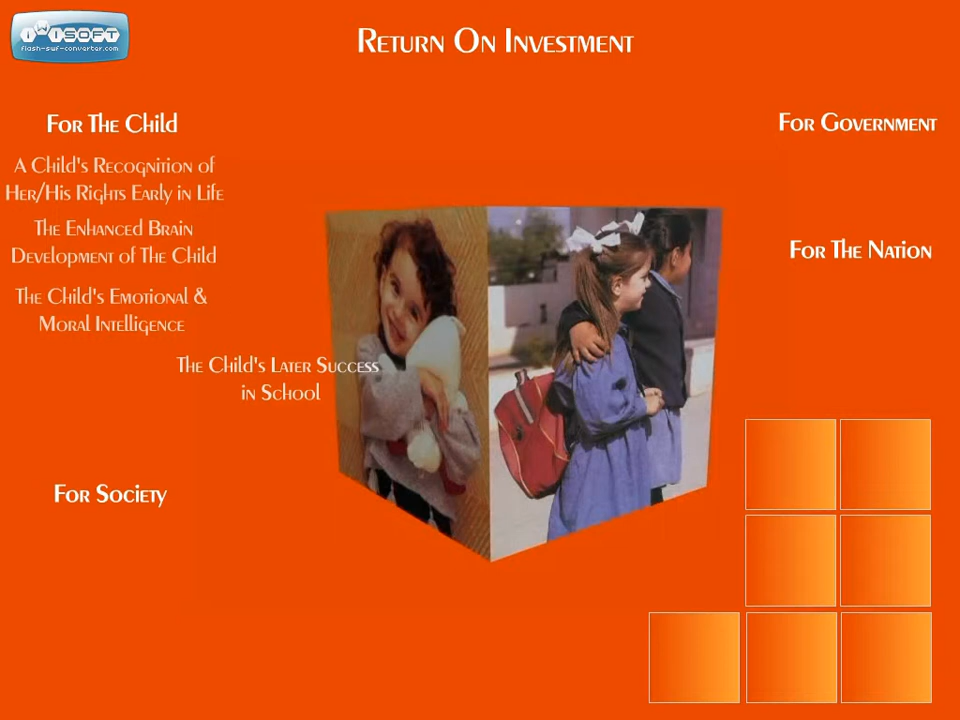 iwisoft
flash-swf-converter.com
Return On Investment
For The Child
A Child's Recognition of
Her/His Rights Early in Life
The Enhanced Brain
Development of The Child
The Child's Emotional &
Moral Intelligence
The Child's Later Success
in School
For Society
For Government
For The Nation